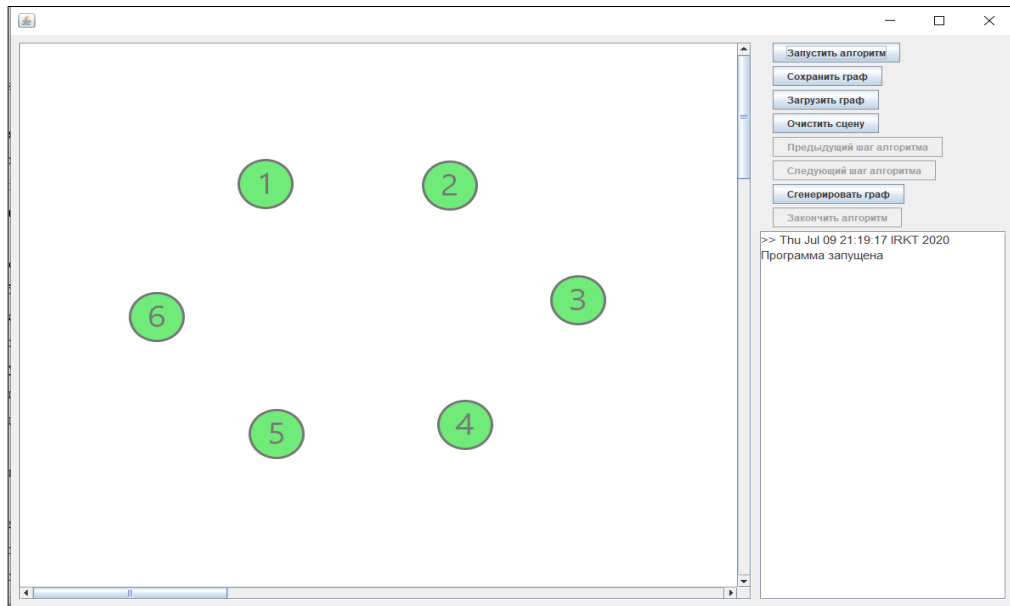 1
2
3
4
5
6
Запустить алгоритм
Сохранить граф
Загрузить граф
Очистить сцену
Предыдущий шаг алгоритма
Следующий шаг алгоритма
Сгенерировать граф
Закончить алгоритм
>> Thu Jul 09 21:19:17 IRKT 2020
Программа запущена